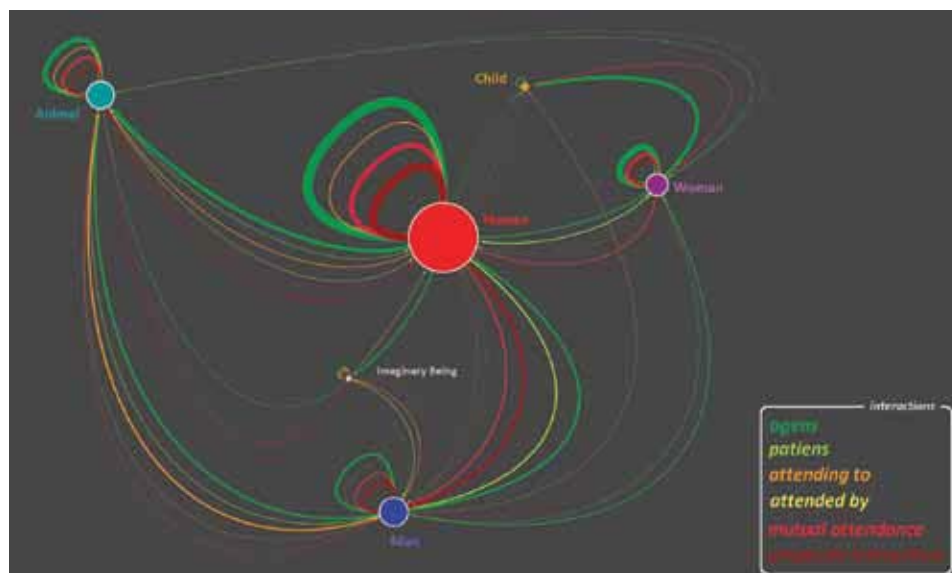 Child
Animal
Woman
Human
Imaginary Being
Man
interactions
agens
patiens
attending to
attended by
mutual attendance